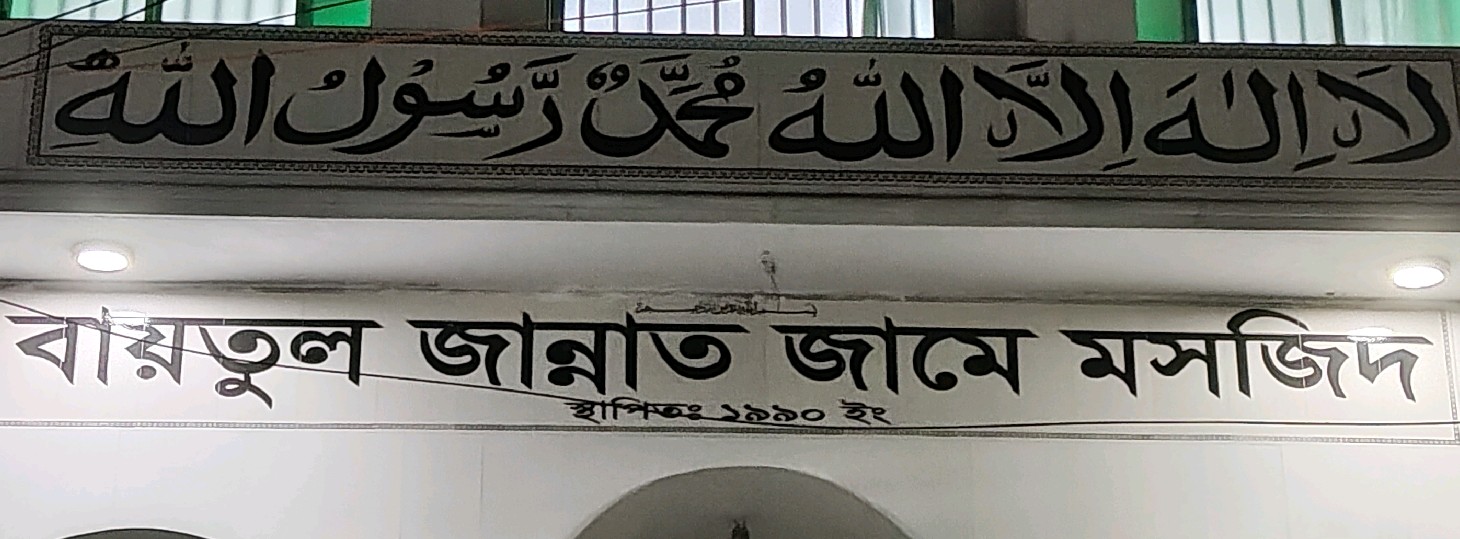 لَا اِلٰهَ اِلَّا اللّٰهُ مُحَمَّدٌ رَّسُوْلُ اللّٰهِ
বায়তুল জান্নাত জামে মসজিদ
স্থাপিতঃ ১৯৯০ ইং